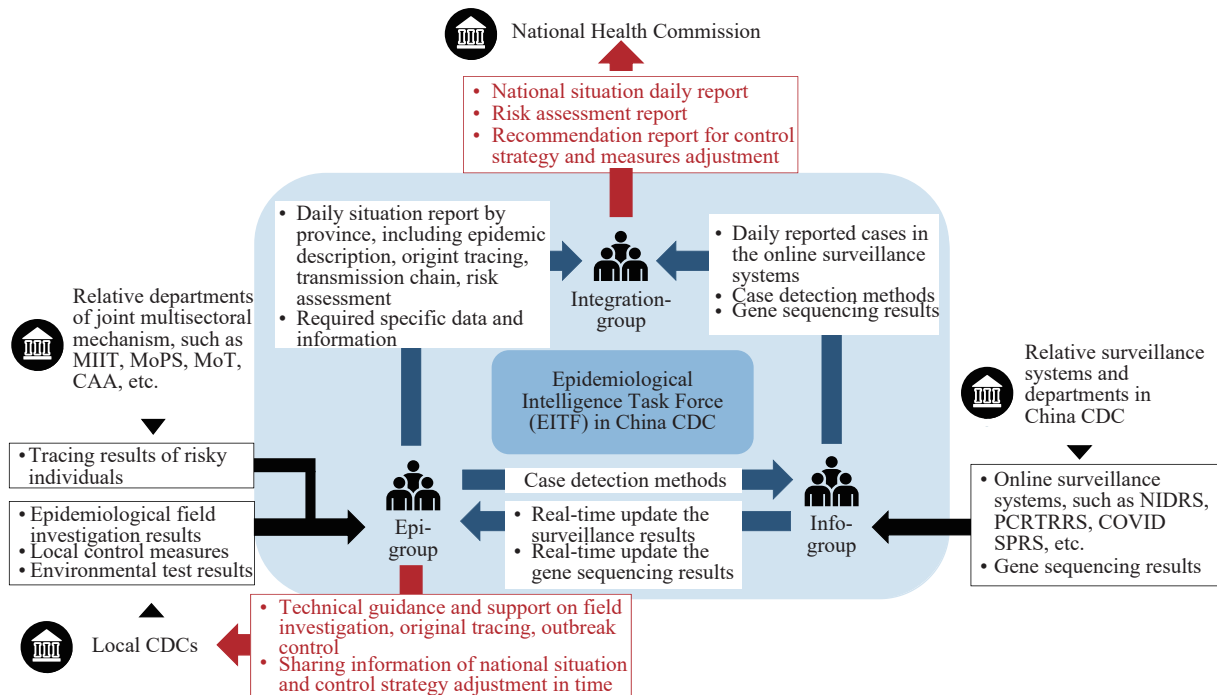 National Health Commission
• National situation daily report
• Risk assessment report
• Recommendation report for control
strategy and measures adjustment
• Daily situation report by
province, including epidemic
description, origint tracing,
transmission chain, risk
assessment
• Required specific data and
information
Integration-
group
• Daily reported cases in
the online surveillance
systems
• Case detection methods
• Gene sequencing results
Relative departments
of joint multisectoral
mechanism, such as
MIIT, MoPS, MoT,
CAA, etc.
Epidemiological
Intelligence Task Force
(EITF) in China CDC
Relative surveillance
systems and
departments in
China CDC
• Tracing results of risky
individuals
• Epidemiological field
investigation results
• Local control measures
• Environmental test results
Epi-
group
Case detection methods
• Real-time update the
surveillance results
• Real-time update the
gene sequencing results
Info-
group
• Online surveillance
systems, such as NIDRS,
PCRTRRS, COVID
SPRS, etc.
• Gene sequencing results
Local CDCs
• Technical guidance and support on field
investigation, original tracing, outbreak
control
• Sharing information of national situation
and control strategy adjustment in time